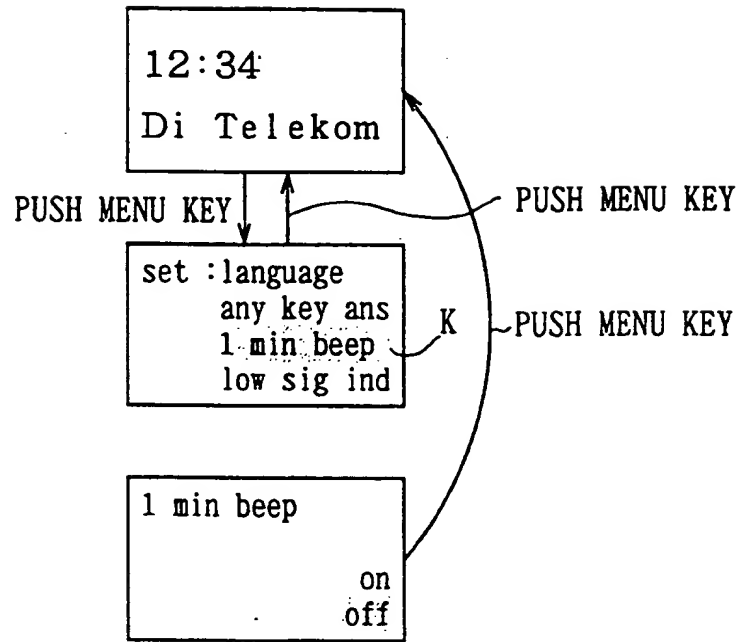 12:34
Di Telekom
PUSH MENU KEY
PUSH MENU KEY
set :language
any key ans
1 min beep
low sig ind
K
PUSH MENU KEY
1 min beep
on
off